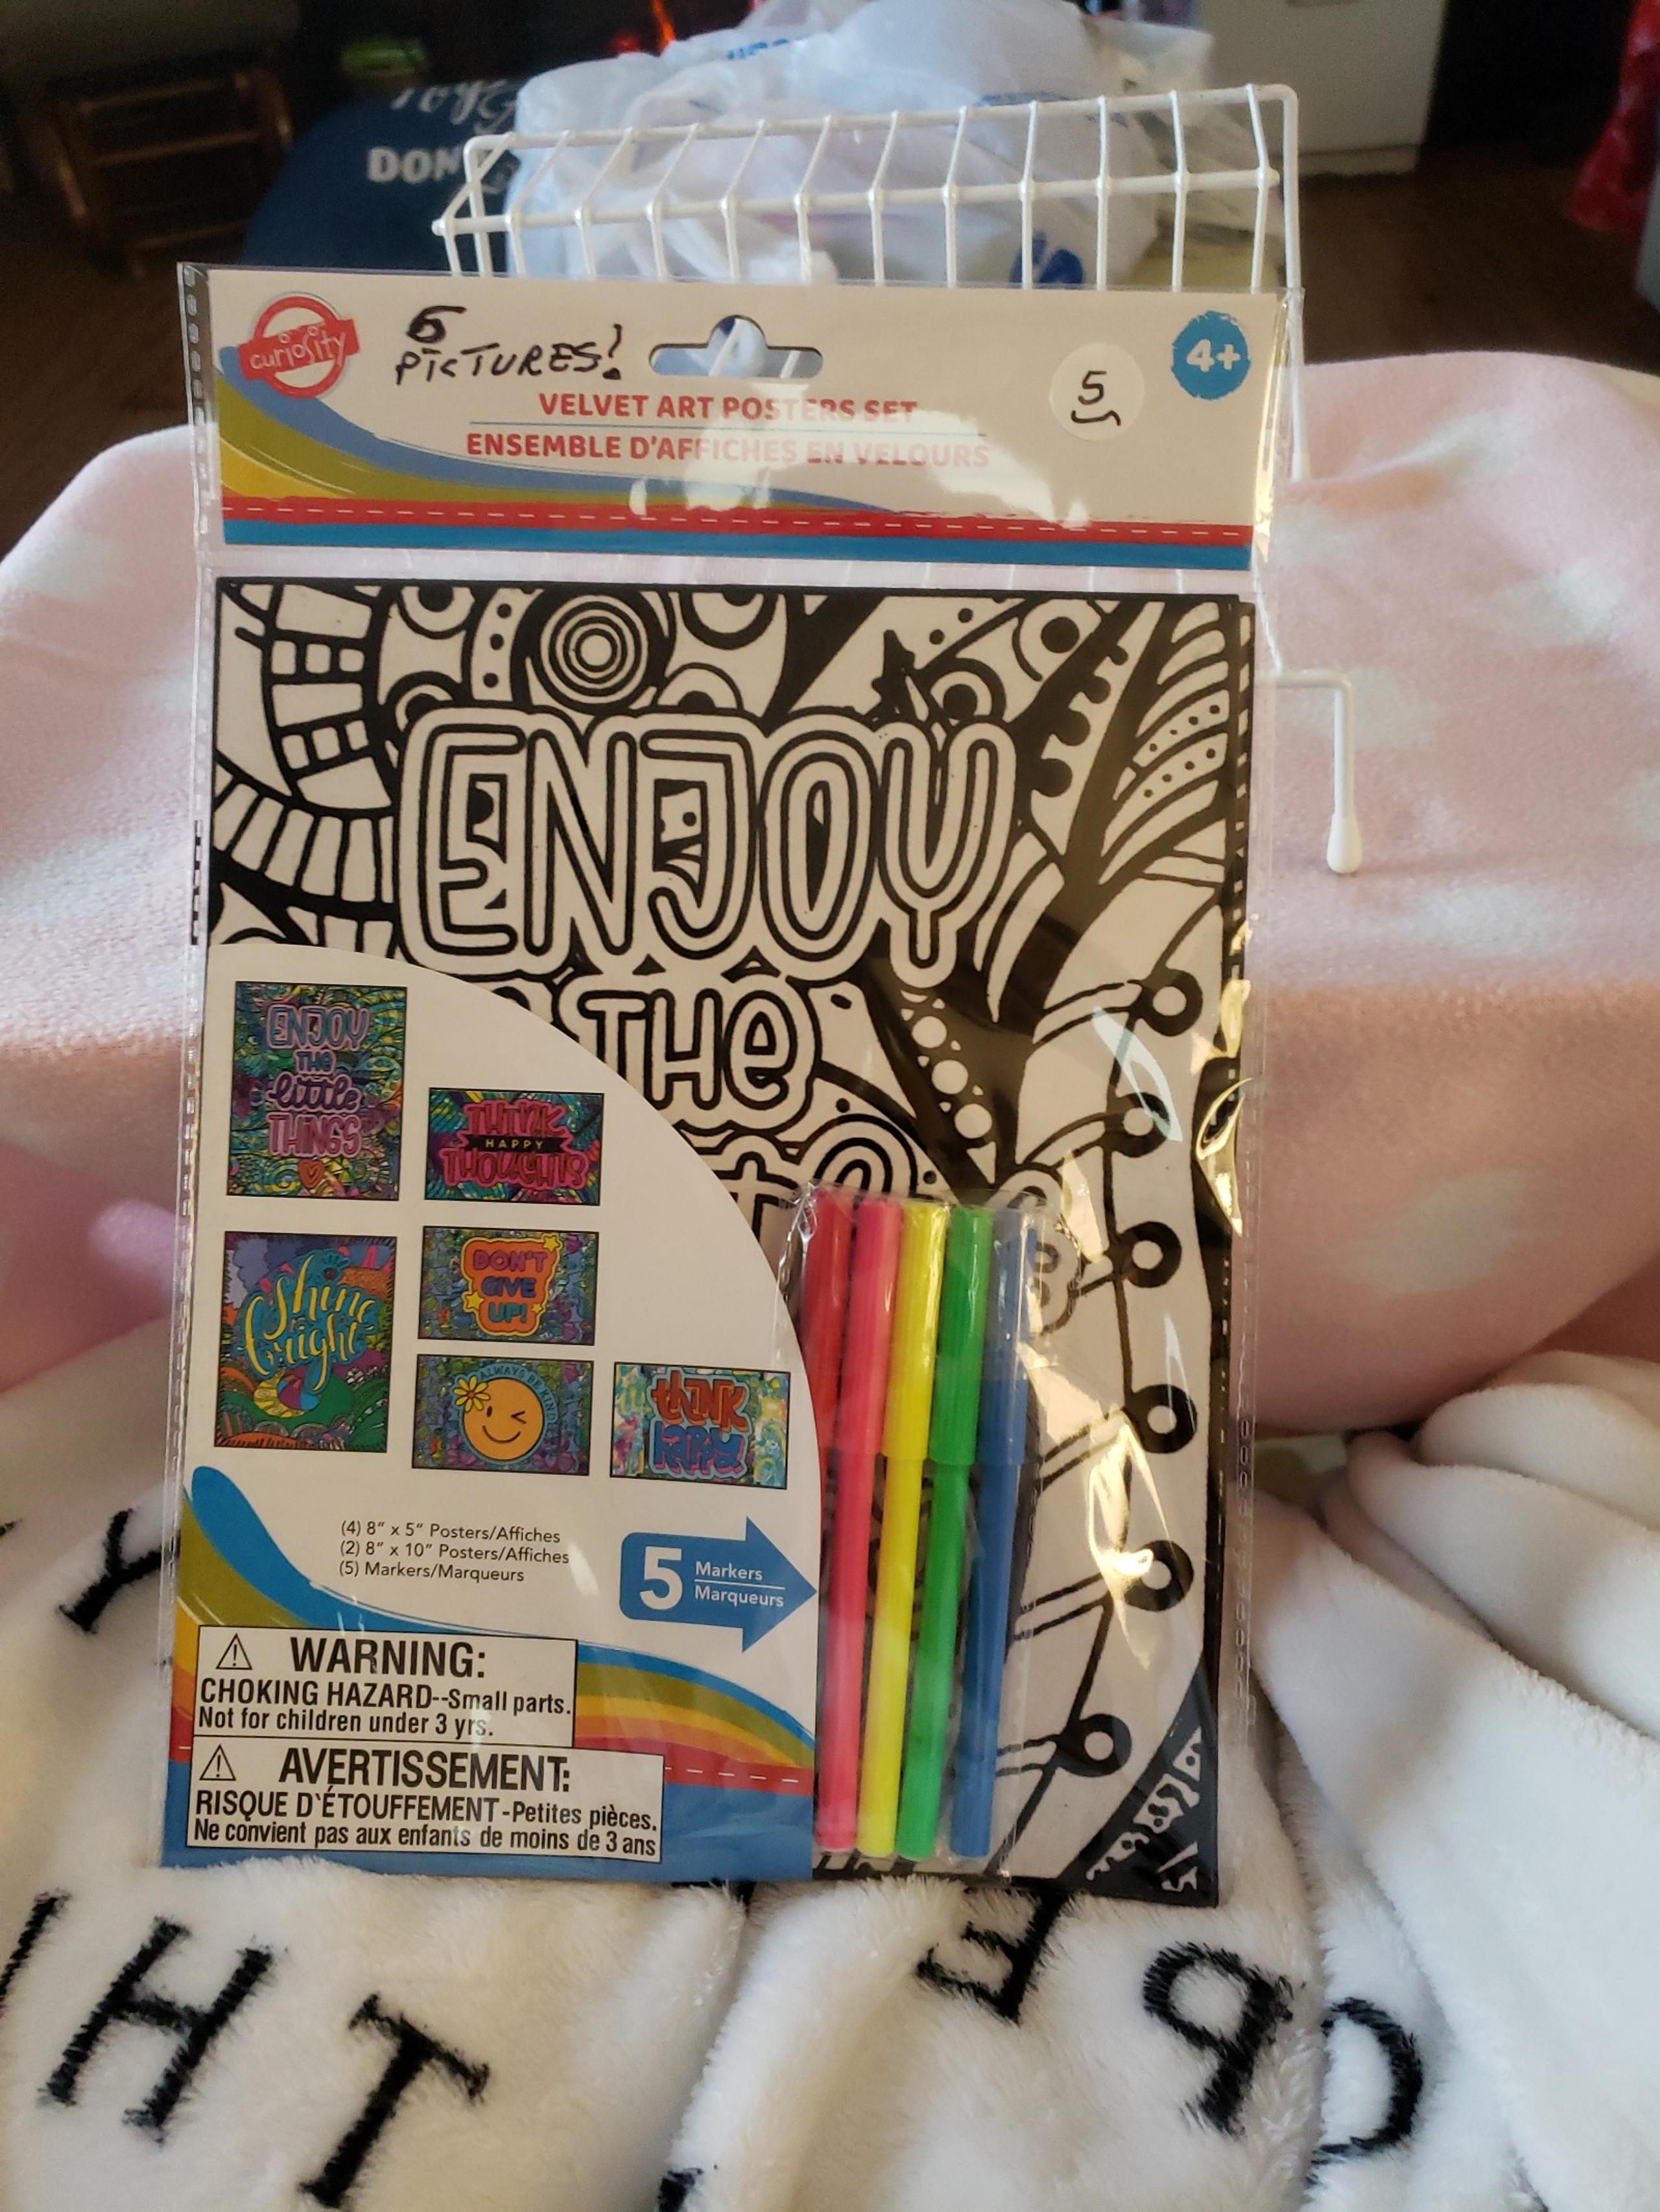 DON
curiosity
6
PICTURES!
5
4+
VELVET ART POSTERS SET
ENSEMBLE D'AFFICHES EN VELOURS
ENJOY
THe
ENJOY
THE
little
THINGS
THINK
HAPPY
THOUGHTS
Shine
bright
DON'T
GIVE
UP!
ALWAYS BE KIND
thINK
happy
(4) 8" x 5" Posters/Affiches
(2) 8" x 10" Posters/Affiches
(5) Markers/Marqueurs
5 Markers
Marqueurs
WARNING:
CHOKING HAZARD--Small parts.
Not for children under 3 yrs.
AVERTISSEMENT:
RISQUE D'ÉTOUFFEMENT-Petites pièces.
Ne convient pas aux enfants de moins de 3 ans
Y
HT